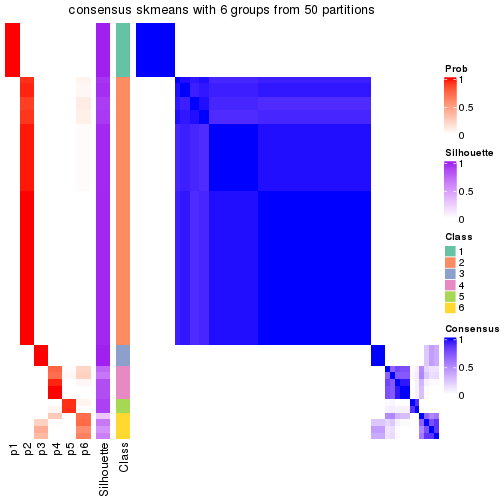 consensus skmeans with 6 groups from 50 partitions
Prob
1
0.5
0
Silhouette
1
0.5
0
Class
1
2
3
4
5
6
Consensus
1
0.5
0
p1
p2
p3
p4
p5
p6
Silhouette
Class